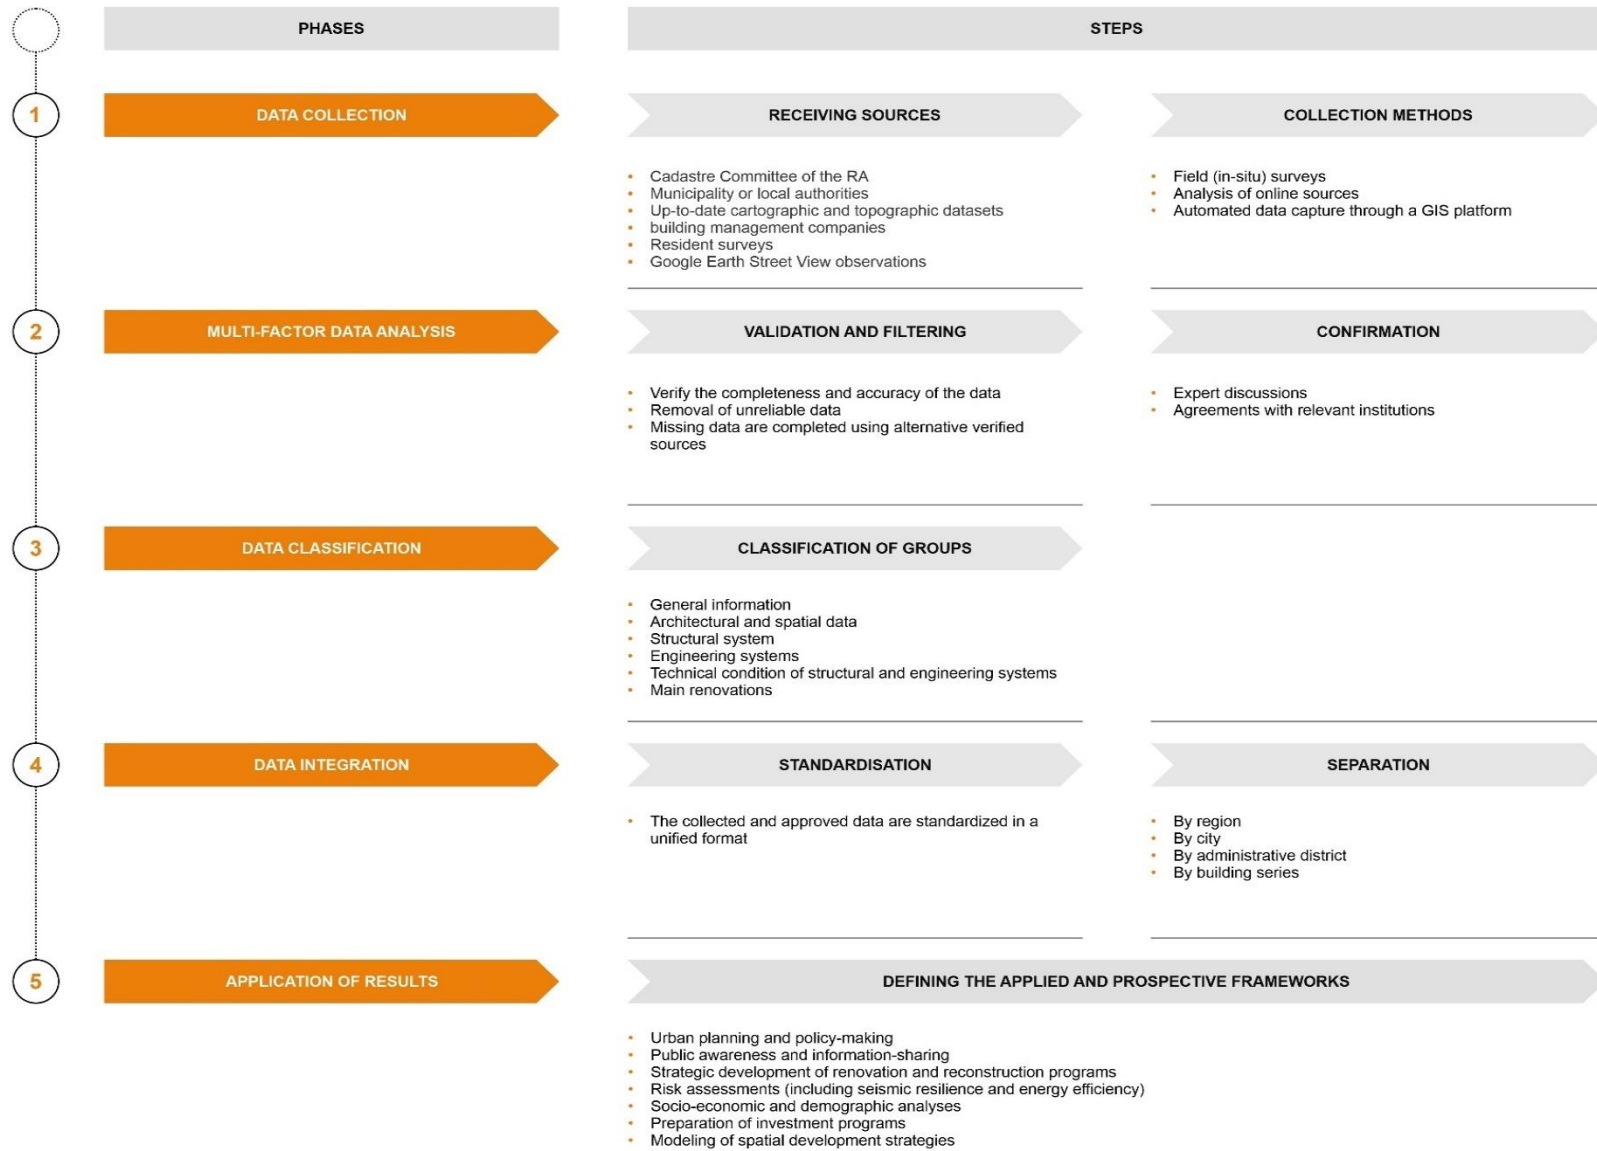 PHASES
STEPS
1
DATA COLLECTION
RECEIVING SOURCES
COLLECTION METHODS
• Cadastre Committee of the RA
• Municipality or local authorities
• Up-to-date cartographic and topographic datasets
• building management companies
• Resident surveys
• Google Earth Street View observations
• Field (in-situ) surveys
• Analysis of online sources
• Automated data capture through a GIS platform
2
MULTI-FACTOR DATA ANALYSIS
VALIDATION AND FILTERING
CONFIRMATION
• Verify the completeness and accuracy of the data
• Removal of unreliable data
• Missing data are completed using alternative verified
sources
• Expert discussions
• Agreements with relevant institutions
3
DATA CLASSIFICATION
CLASSIFICATION OF GROUPS
• General information
• Architectural and spatial data
• Structural system
• Engineering systems
• Technical condition of structural and engineering systems
• Main renovations
4
DATA INTEGRATION
STANDARDISATION
SEPARATION
• The collected and approved data are standardized in a
unified format
• By region
• By city
• By administrative district
• By building series
5
APPLICATION OF RESULTS
DEFINING THE APPLIED AND PROSPECTIVE FRAMEWORKS
• Urban planning and policy-making
• Public awareness and information-sharing
• Strategic development of renovation and reconstruction programs
• Risk assessments (including seismic resilience and energy efficiency)
• Socio-economic and demographic analyses
• Preparation of investment programs
• Modeling of spatial development strategies